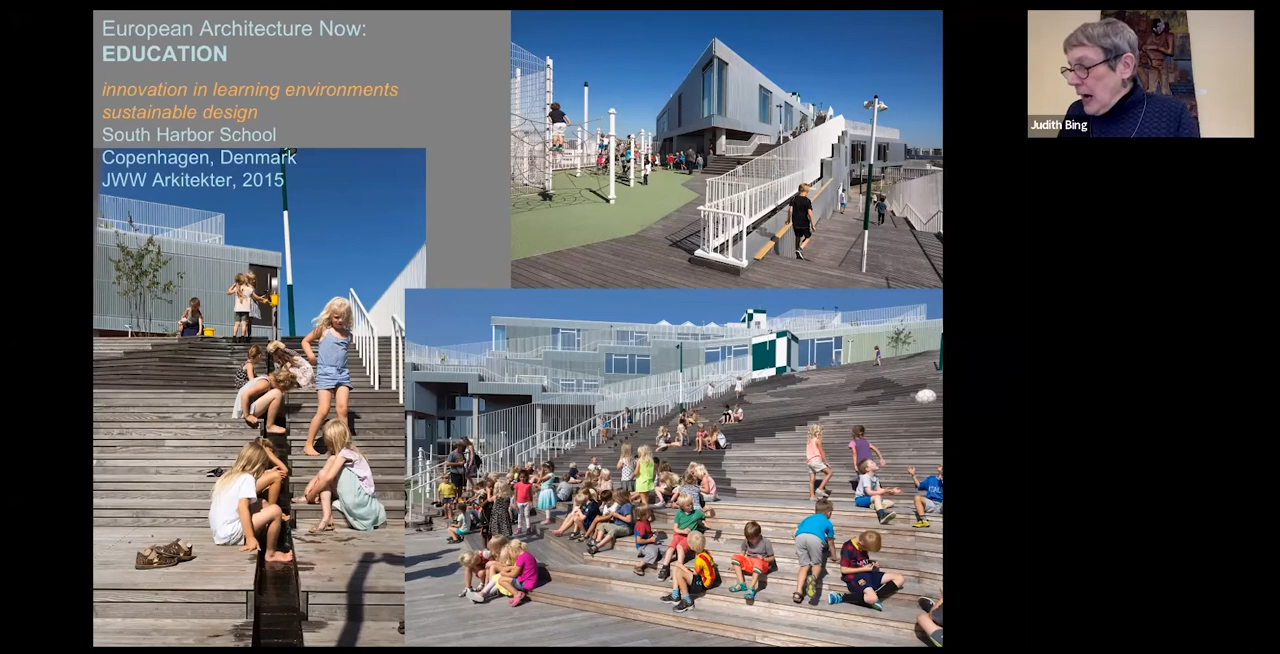 European Architecture Now:
EDUCATION
innovation in learning environments
sustainable design
South Harbor School
Copenhagen, Denmark
JWW Arkitekter, 2015
Judith Bing